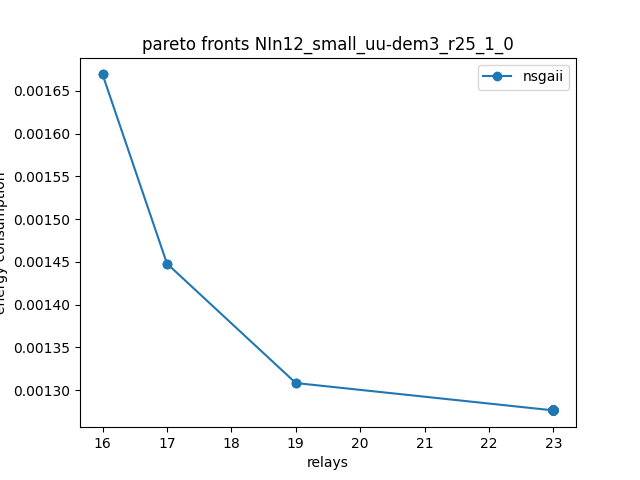 pareto fronts NIn12_small_uu-dem3_r25_1_0
nsgaii
0.00165
0.00160
0.00155
0.00150
0.00145
0.00140
0.00135
0.00130
energy consumption
16 17 18 19 20 21 22 23
relays